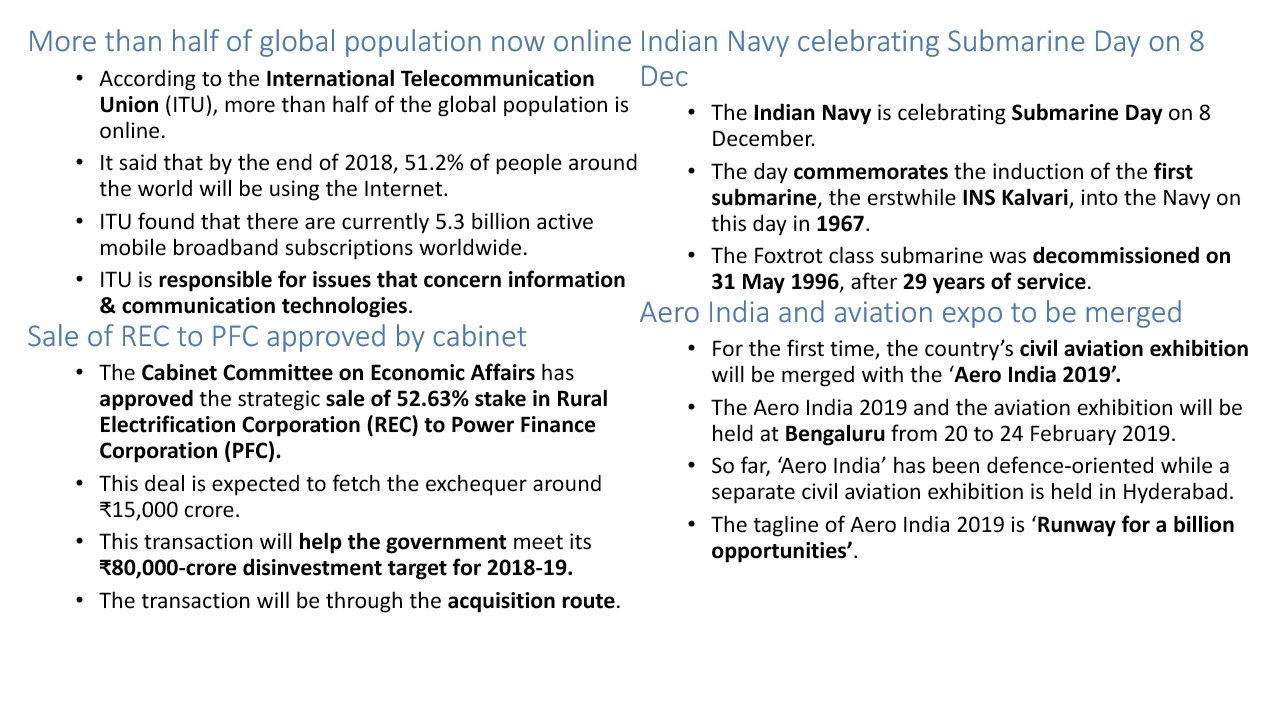 More than half of global population now online
• According to the International Telecommunication
Union (ITU), more than half of the global population is
online.
• It said that by the end of 2018, 51.2% of people around
the world will be using the Internet.
• ITU found that there are currently 5.3 billion active
mobile broadband subscriptions worldwide.
• ITU is responsible for issues that concern information
& communication technologies.
Sale of REC to PFC approved by cabinet
• The Cabinet Committee on Economic Affairs has
approved the strategic sale of 52.63% stake in Rural
Electrification Corporation (REC) to Power Finance
Corporation (PFC).
• This deal is expected to fetch the exchequer around
₹15,000 crore.
• This transaction will help the government meet its
₹80,000-crore disinvestment target for 2018-19.
• The transaction will be through the acquisition route.
Indian Navy celebrating Submarine Day on 8
Dec
• The Indian Navy is celebrating Submarine Day on 8
December.
• The day commemorates the induction of the first
submarine, the erstwhile INS Kalvari, into the Navy on
this day in 1967.
• The Foxtrot class submarine was decommissioned on
31 May 1996, after 29 years of service.
Aero India and aviation expo to be merged
• For the first time, the country’s civil aviation exhibition
will be merged with the ‘Aero India 2019’.
• The Aero India 2019 and the aviation exhibition will be
held at Bengaluru from 20 to 24 February 2019.
• So far, ‘Aero India’ has been defence-oriented while a
separate civil aviation exhibition is held in Hyderabad.
• The tagline of Aero India 2019 is ‘Runway for a billion
opportunities’.